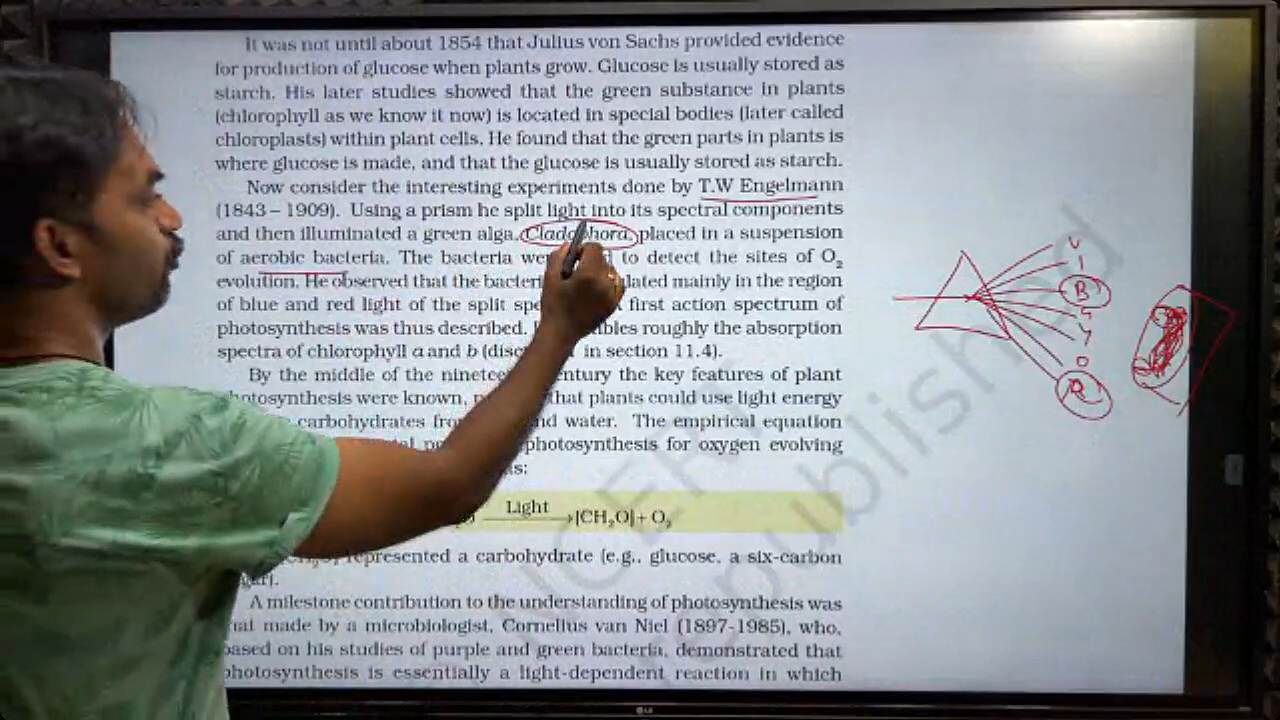 It was not until about 1854 that Julius von Sachs provided evidence
for production of glucose when plants grow. Glucose is usually stored as
starch. His later studies showed that the green substance in plants
(chlorophyll as we know it now) is located in special bodies (later called
chloroplasts) within plant cells. He found that the green parts in plants is
where glucose is made, and that the glucose is usually stored as starch.
Now consider the interesting experiments done by T.W Engelmann
(1843 – 1909). Using a prism he split light into its spectral components
and then illuminated a green alga, Cladophora, placed in a suspension
of aerobic bacteria. The bacteria were to detect the sites of O2
evolution. He observed that the bacteria mainly in the region
of blue and red light of the split first action spectrum of
photosynthesis was thus described. roughly the absorption
spectra of chlorophyll a and b in section 11.4).
By the middle of the nineteenth century the key features of plant
photosynthesis were known, that plants could use light energy
carbohydrates from and water. The empirical equation
photosynthesis for oxygen evolving
Light
[CH2O] + O2
represented a carbohydrate (e.g., glucose, a six-carbon
A milestone contribution to the understanding of photosynthesis was
that made by a microbiologist, Cornelius van Niel (1897-1985), who,
based on his studies of purple and green bacteria, demonstrated that
photosynthesis is essentially a light-dependent reaction in which
V
I
B
G
Y
O
R
republished
LG